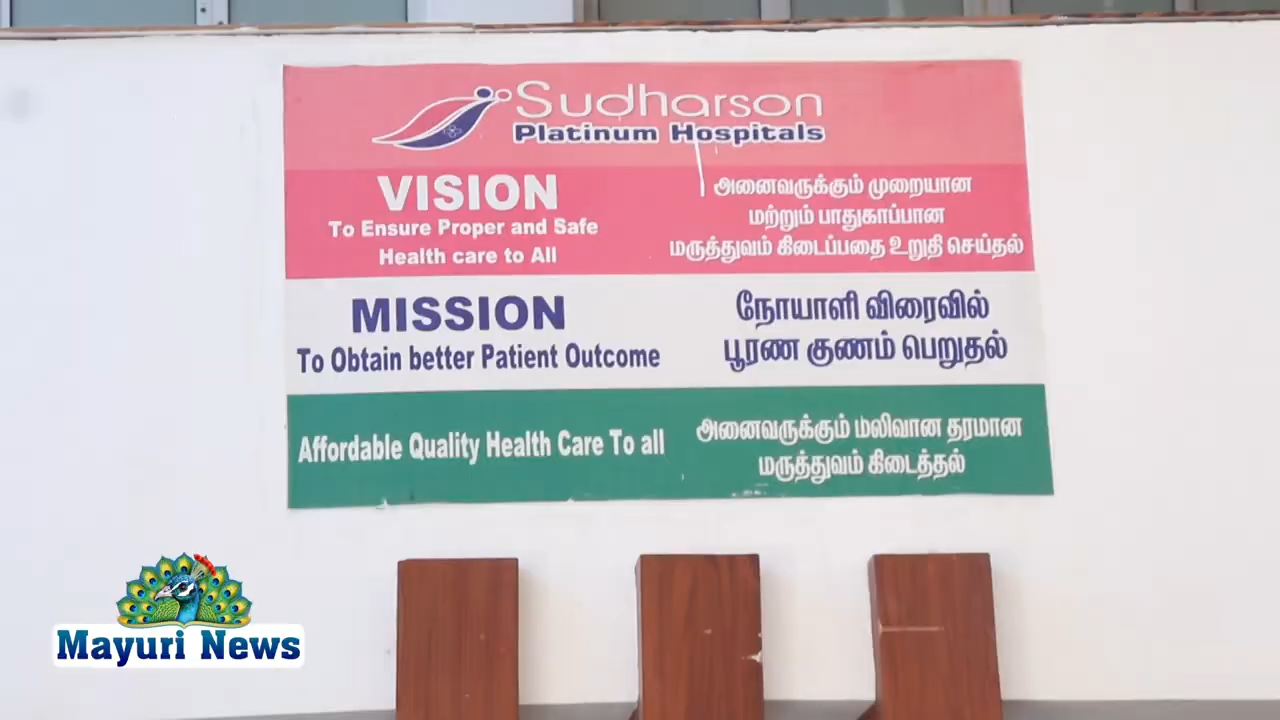 Sudharson
Platinum Hospitals
VISION
To Ensure Proper and Safe
Health care to All
அனைவருக்கும் முறையான
மற்றும் பாதுகாப்பான
மருத்துவம் கிடைப்பதை உறுதி செய்தல்
MISSION
To Obtain better Patient Outcome
நோயாளி விரைவில்
பூரண குணம் பெறுதல்
Affordable Quality Health Care To all
அனைவருக்கும் மலிவான தரமான
மருத்துவம் கிடைத்தல்
Mayuri News